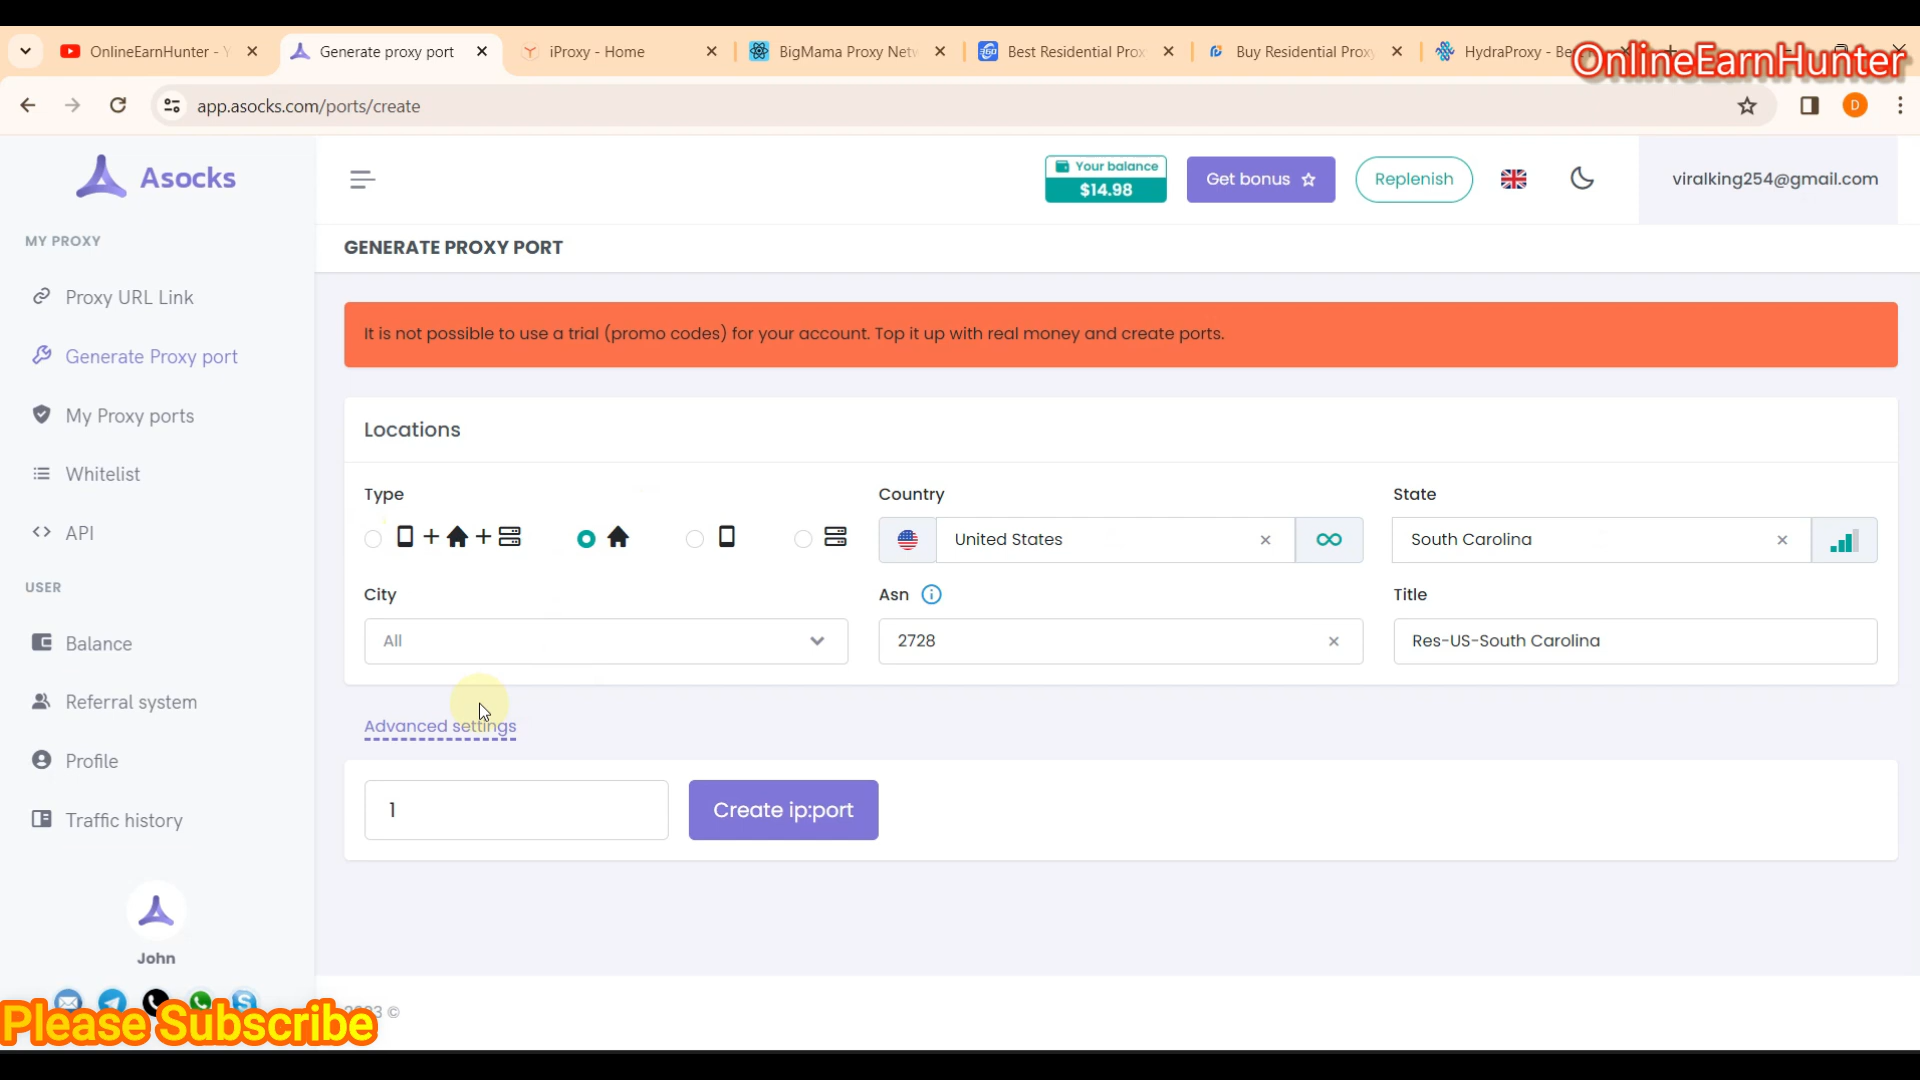 OnlineEarnHunter - Y
Generate proxy port
iProxy - Home
BigMama Proxy Netw
Best Residential Prox
Buy Residential Proxy
HydraProxy - Be
OnlineEarnHunter
app.asocks.com/ports/create
D
Asocks
Your balance
$14.98
Get bonus
Replenish
viralking254@gmail.com
MY PROXY
GENERATE PROXY PORT
Proxy URL Link
Generate Proxy port
My Proxy ports
Whitelist
API
USER
Balance
Referral system
Profile
Traffic history
John
It is not possible to use a trial (promo codes) for your account. Top it up with real money and create ports.
Locations
Type
Country
State
United States
South Carolina
City
Asn
Title
All
2728
Res-US-South Carolina
Advanced settings
1
Create ip:port
Please Subscribe
©